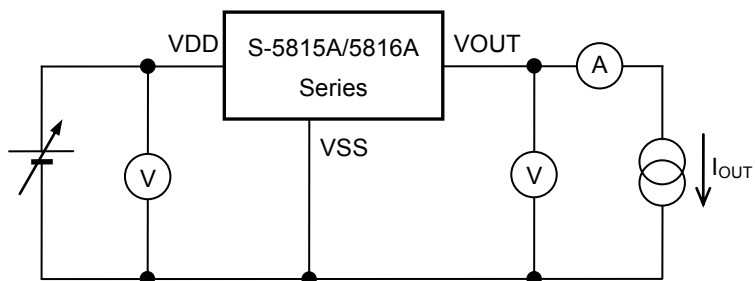 VDD
S-5815A/5816A
Series
VOUT
A
VSS
V
V
IOUT